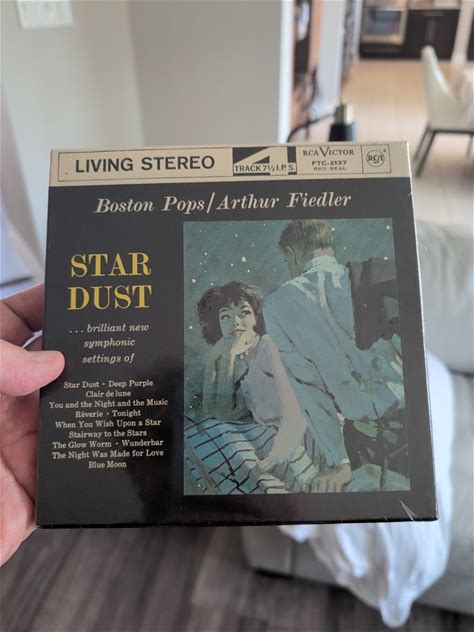 LIVING STEREO
4
TRACK 7½ I.P.S.
RCA VICTOR
FTC-2137
RED SEAL
RCA
Boston Pops/Arthur Fiedler
STAR
DUST
...brilliant new
symphonic
settings of
Star Dust • Deep Purple
Clair de lune
You and the Night and the Music
Rêverie • Tonight
When You Wish Upon a Star
Stairway to the Stars
The Glow Worm • Wunderbar
The Night Was Made for Love
Blue Moon